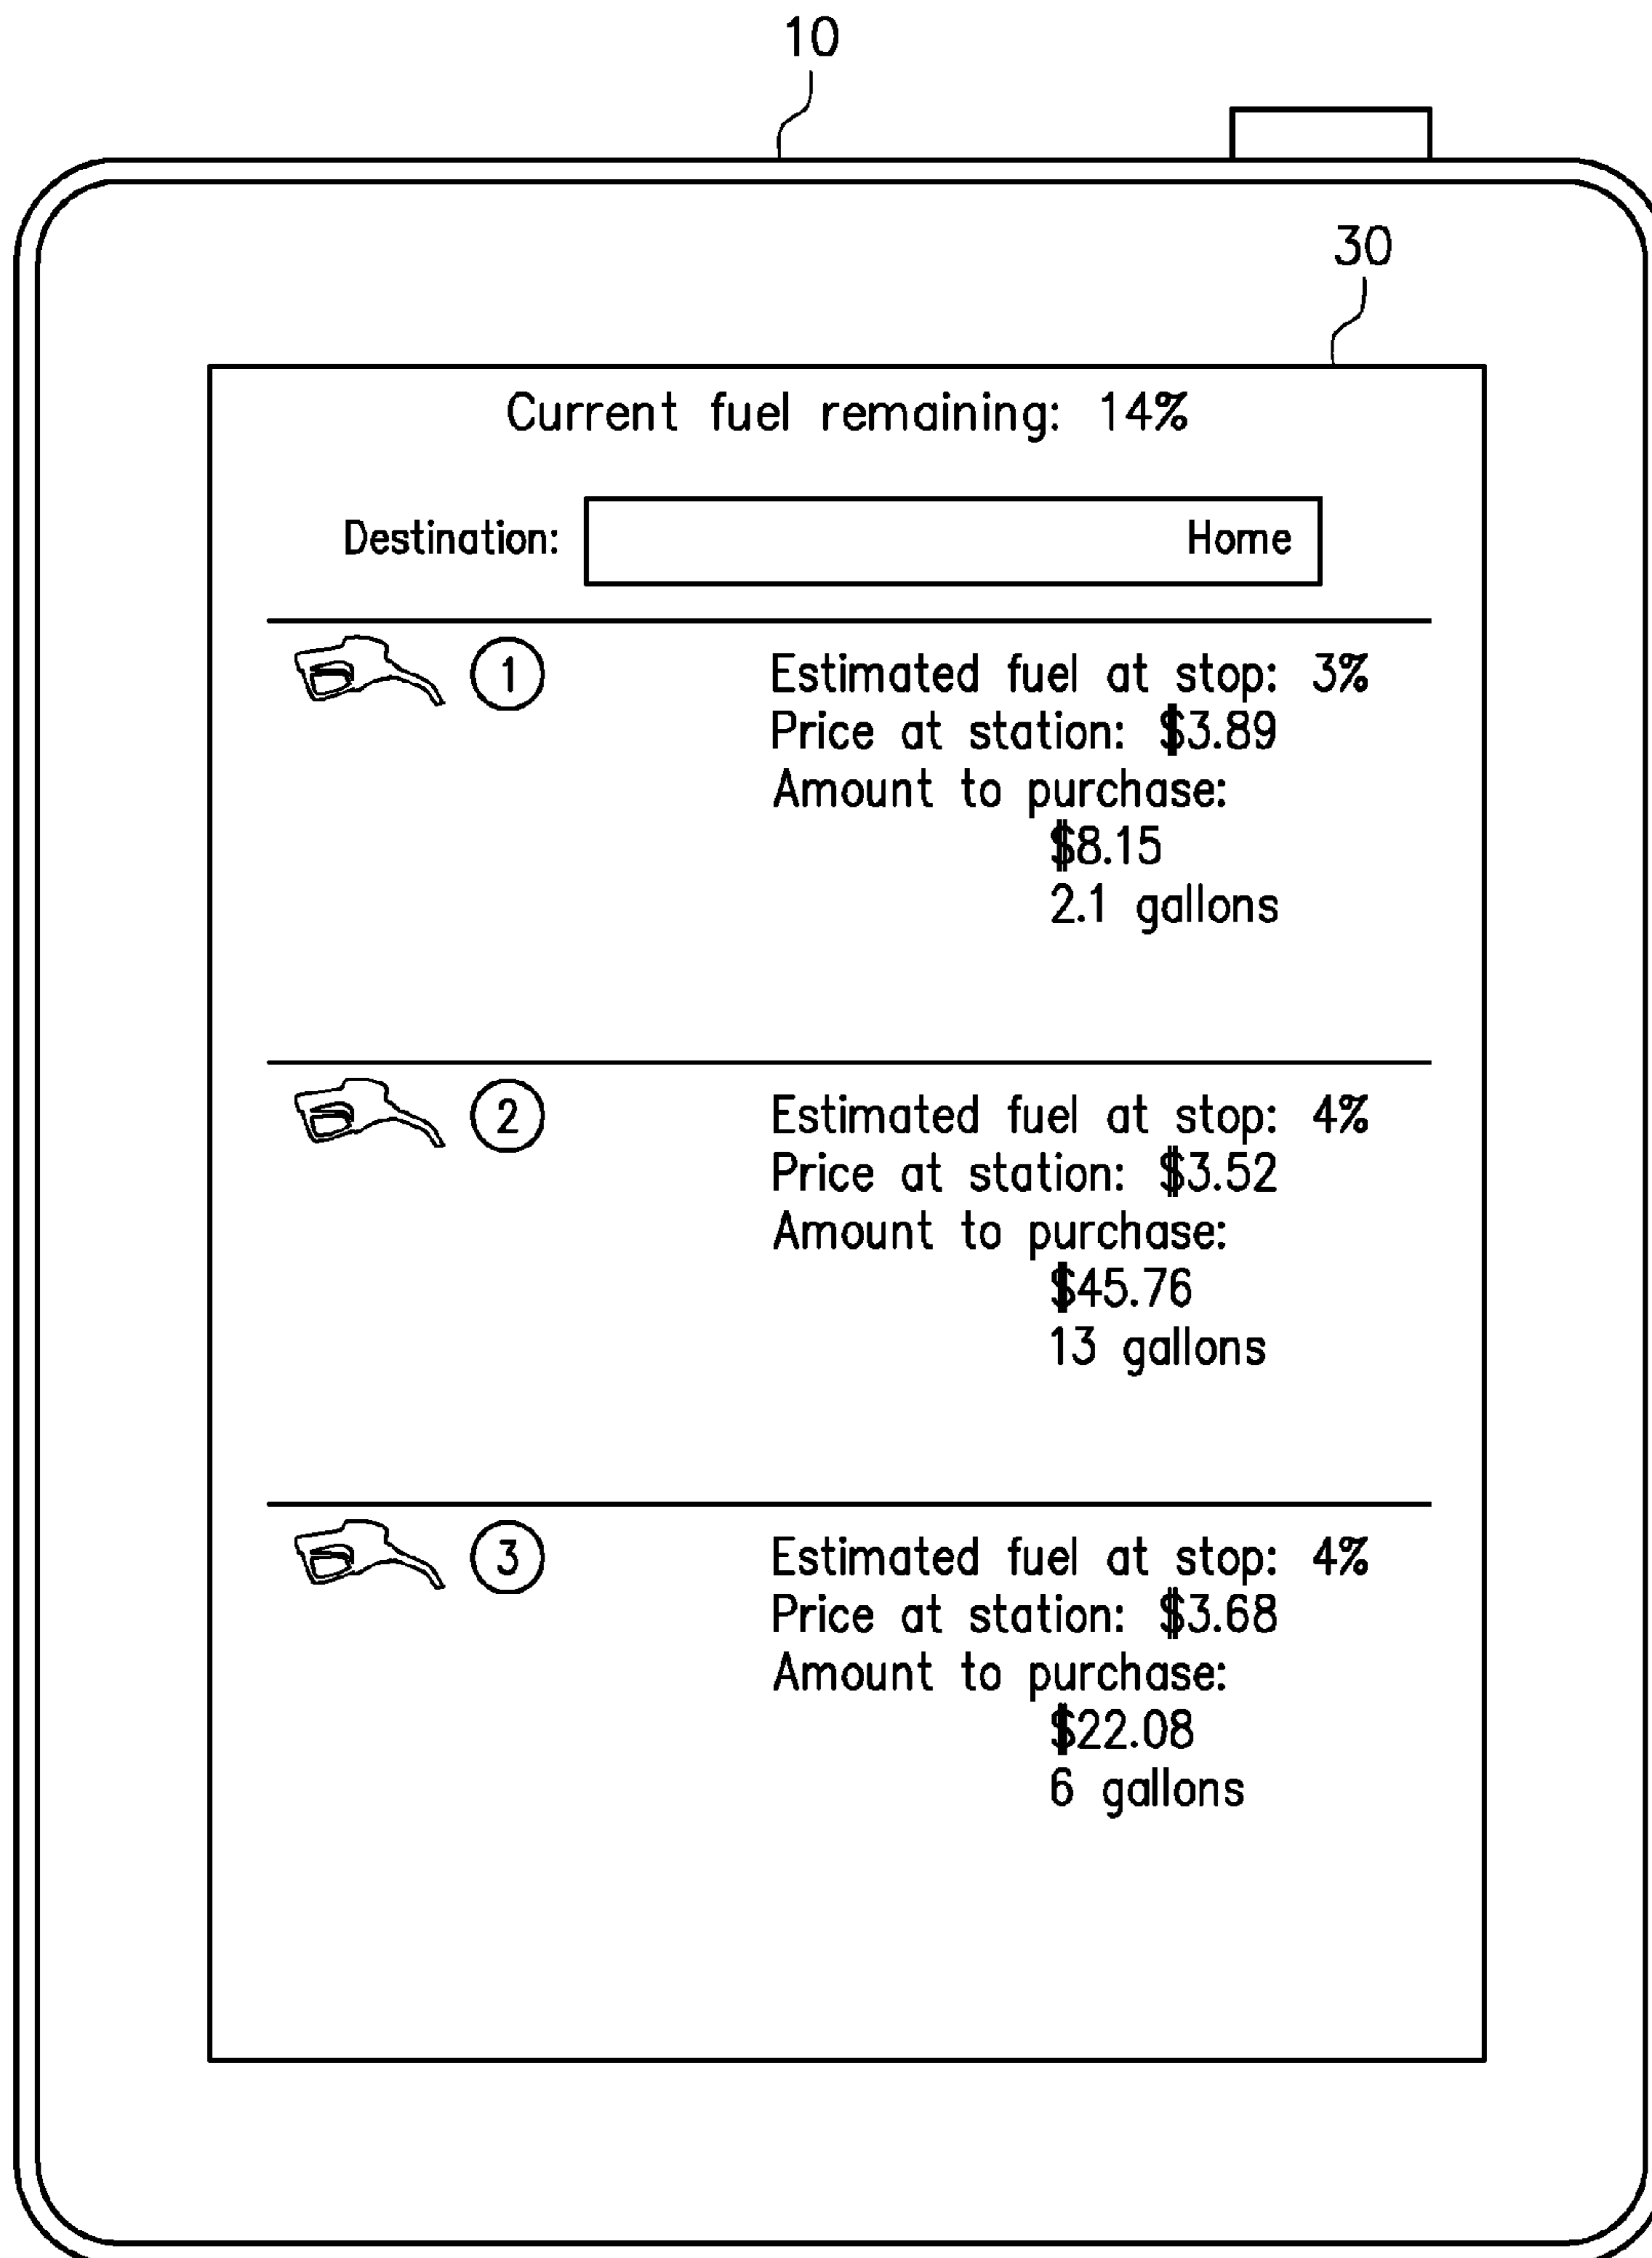 10
30
Current fuel remaining: 14%
Destination: Home
1 Estimated fuel at stop: 3%
Price at station: $3.89
Amount to purchase:
$8.15
2.1 gallons
2 Estimated fuel at stop: 4%
Price at station: $3.52
Amount to purchase:
$45.76
13 gallons
3 Estimated fuel at stop: 4%
Price at station: $3.68
Amount to purchase:
$22.08
6 gallons